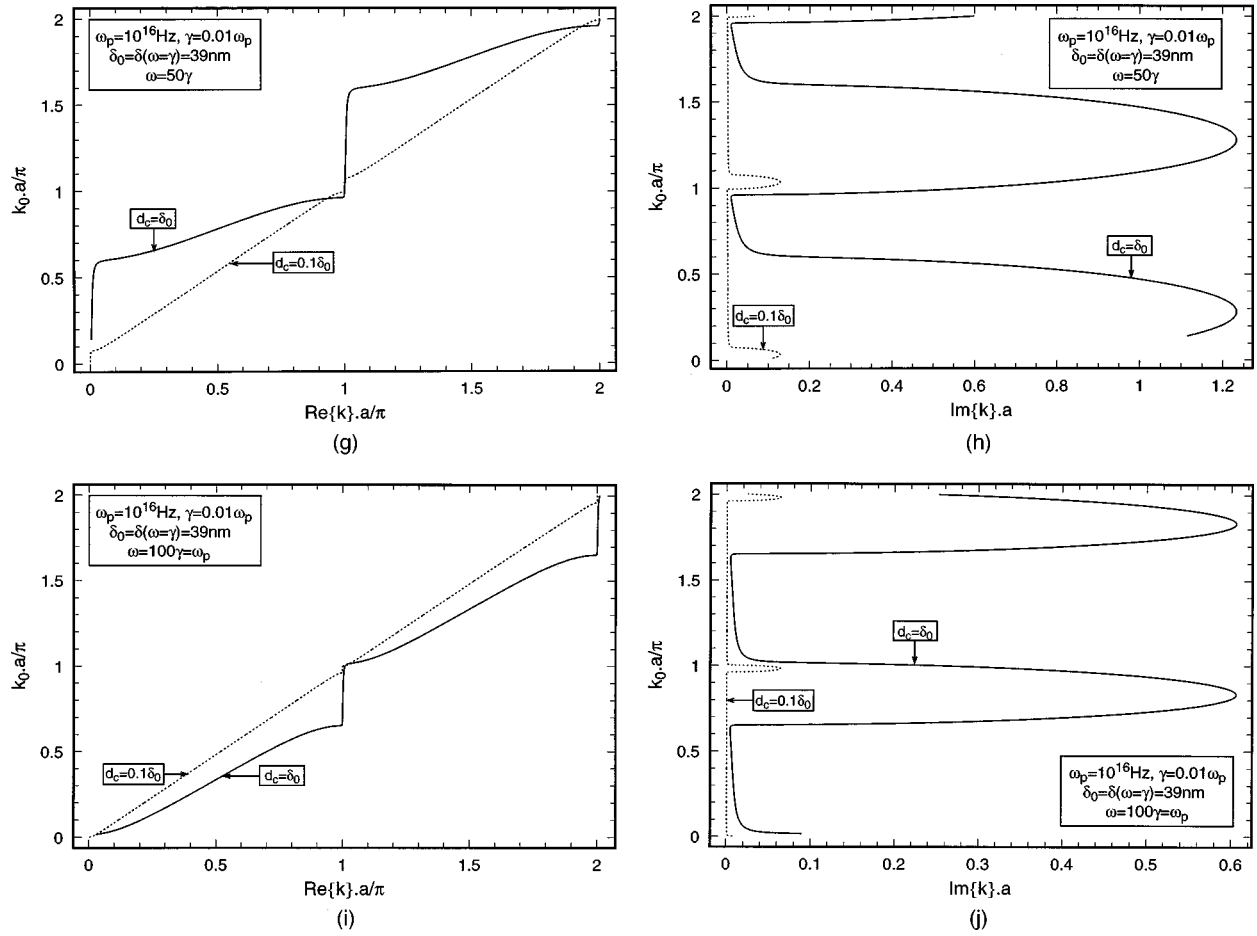 ωp=10^16Hz, γ=0.01ωp
δ0=δ(ω=γ)=39nm
ω=50γ
dc=δ0
dc=0.1δ0
k0.a/π
2
1.5
1
0.5
0
0
0.5
1
1.5
2
Re{k}.a/π
(g)
ωp=10^16Hz, γ=0.01ωp
δ0=δ(ω=γ)=39nm
ω=50γ
dc=δ0
dc=0.1δ0
k0.a/π
2
1.5
1
0.5
0
0
0.2
0.4
0.6
0.8
1
1.2
Im{k}.a
(h)
ωp=10^16Hz, γ=0.01ωp
δ0=δ(ω=γ)=39nm
ω=100γ=ωp
dc=0.1δ0
dc=δ0
k0.a/π
2
1.5
1
0.5
0
0
0.5
1
1.5
2
Re{k}.a/π
(i)
dc=δ0
dc=0.1δ0
ωp=10^16Hz, γ=0.01ωp
δ0=δ(ω=γ)=39nm
ω=100γ=ωp
k0.a/π
2
1.5
1
0.5
0
0
0.1
0.2
0.3
0.4
0.5
0.6
Im{k}.a
(j)